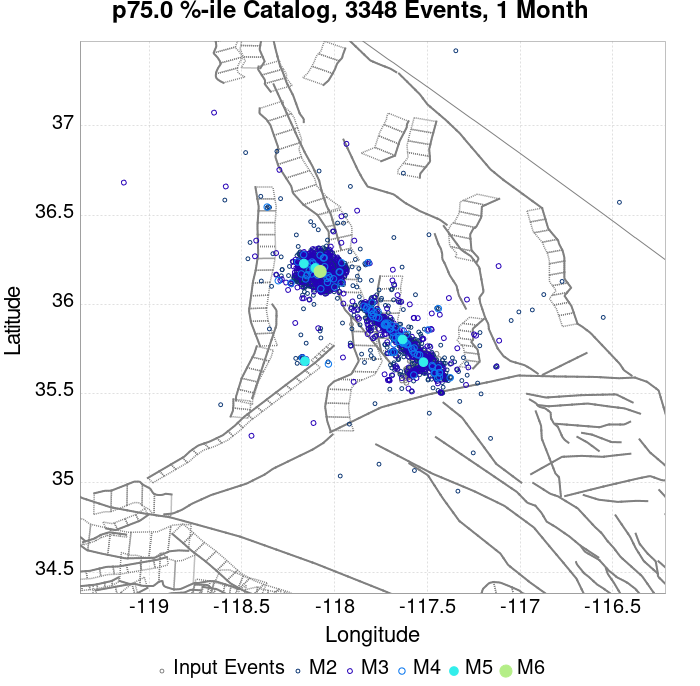 p75.0 %-ile Catalog, 3348 Events, 1 Month
Latitude
37
36.5
36
35.5
35
34.5
-119 -118.5 -118 -117.5 -117 -116.5
Longitude
Input Events M2 M3 M4 M5 M6